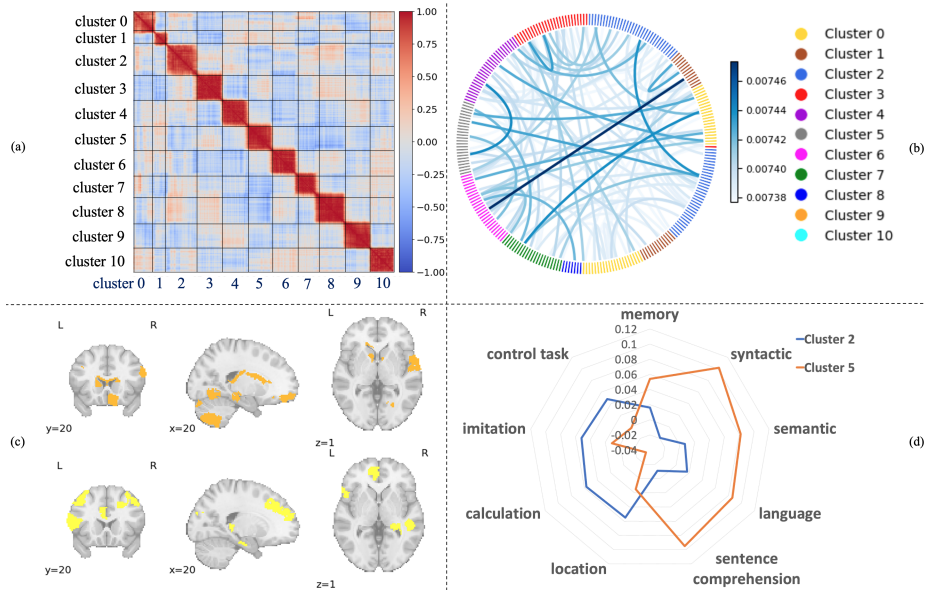 (a)
cluster 0
cluster 1
cluster 2
cluster 3
cluster 4
cluster 5
cluster 6
cluster 7
cluster 8
cluster 9
cluster 10
cluster 0 1 2 3 4 5 6 7 8 9 10
1.00
0.75
0.50
0.25
0.00
−0.25
−0.50
−0.75
−1.00
0.00746
0.00744
0.00742
0.00740
0.00738
Cluster 0
Cluster 1
Cluster 2
Cluster 3
Cluster 4
Cluster 5
Cluster 6
Cluster 7
Cluster 8
Cluster 9
Cluster 10
(b)
(c)
L R
y=20
x=20
L R
z=1
L R
y=20
x=20
L R
z=1
memory
syntactic
semantic
language
sentence
comprehension
location
calculation
imitation
control task
0.12
0.1
0.08
0.06
0.04
0.02
0
-0.02
-0.04
Cluster 2
Cluster 5
(d)